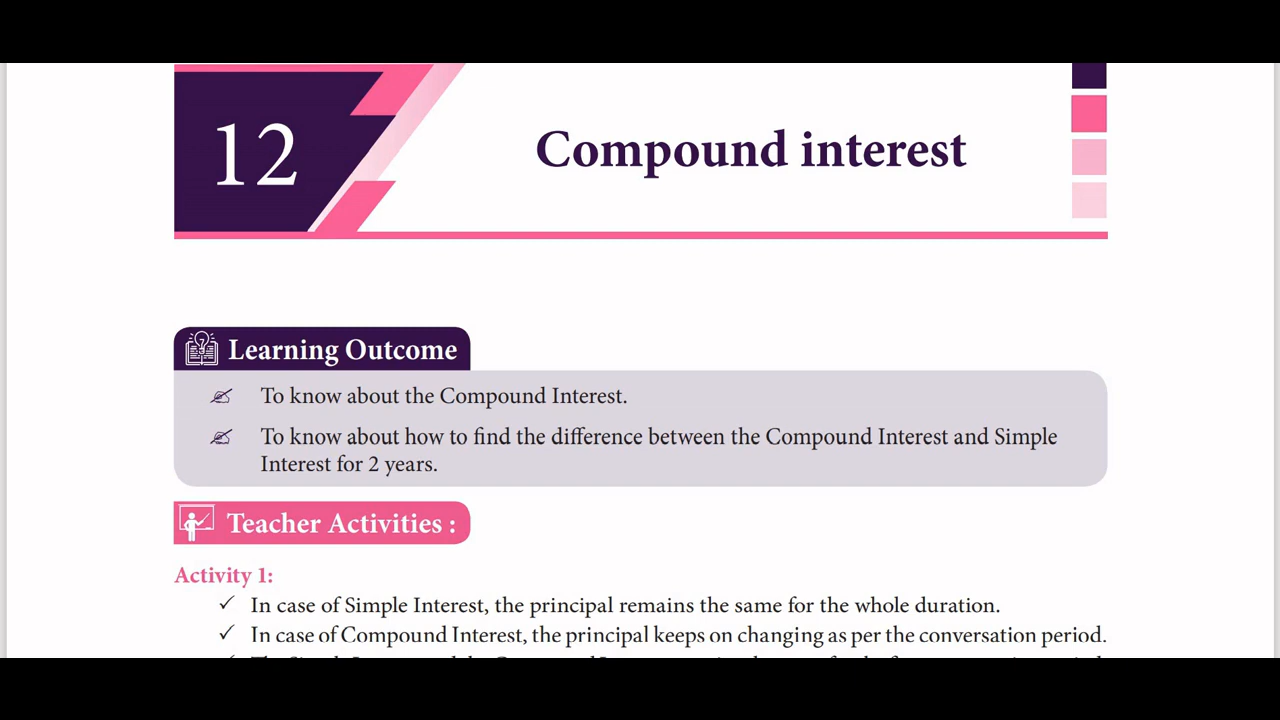 12
Compound interest
Learning Outcome
To know about the Compound Interest.
To know about how to find the difference between the Compound Interest and Simple
Interest for 2 years.
Teacher Activities :
Activity 1:
✓ In case of Simple Interest, the principal remains the same for the whole duration.
✓ In case of Compound Interest, the principal keeps on changing as per the conversation period.